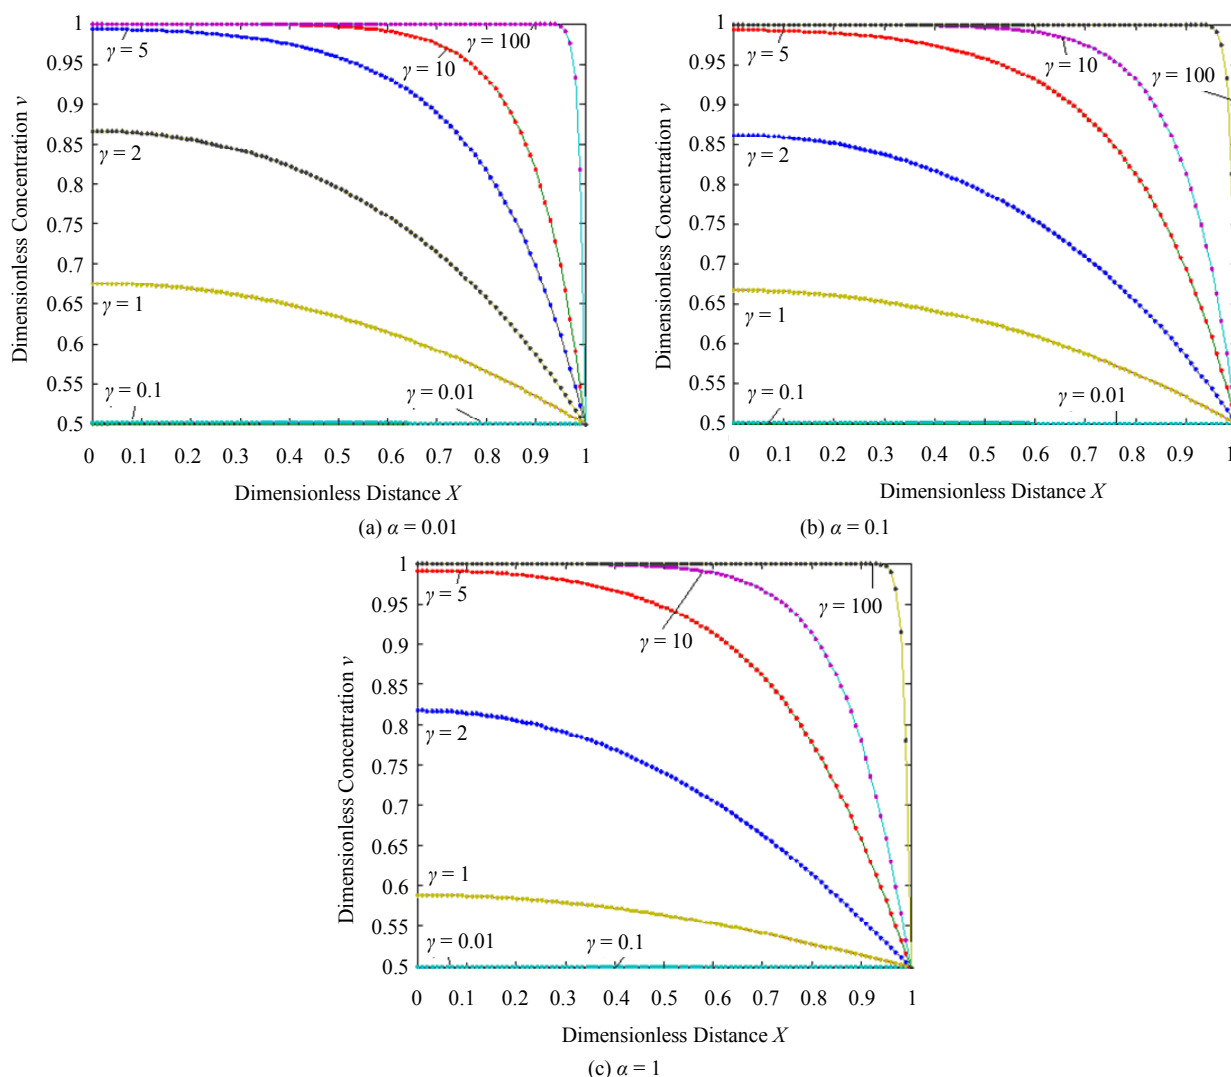 1
0.95
0.9
0.85
0.8
0.75
0.7
0.65
0.6
0.55
0.5
Dimensionless Concentration v
γ = 5
γ = 100
γ = 10
γ = 2
γ = 1
γ = 0.1
γ = 0.01
0 0.1 0.2 0.3 0.4 0.5 0.6 0.7 0.8 0.9 1
Dimensionless Distance X
(a) α = 0.01
1
0.95
0.9
0.85
0.8
0.75
0.7
0.65
0.6
0.55
0.5
Dimensionless Concentration v
γ = 5
γ = 10
γ = 100
γ = 2
γ = 1
γ = 0.1
γ = 0.01
0 0.1 0.2 0.3 0.4 0.5 0.6 0.7 0.8 0.9 1
Dimensionless Distance X
(b) α = 0.1
1
0.95
0.9
0.85
0.8
0.75
0.7
0.65
0.6
0.55
0.5
Dimensionless Concentration v
γ = 5
γ = 100
γ = 10
γ = 2
γ = 1
γ = 0.01
γ = 0.1
0 0.1 0.2 0.3 0.4 0.5 0.6 0.7 0.8 0.9 1
Dimensionless Distance X
(c) α = 1